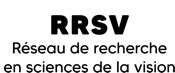 RRSV
Réseau de recherche
en sciences de la vision